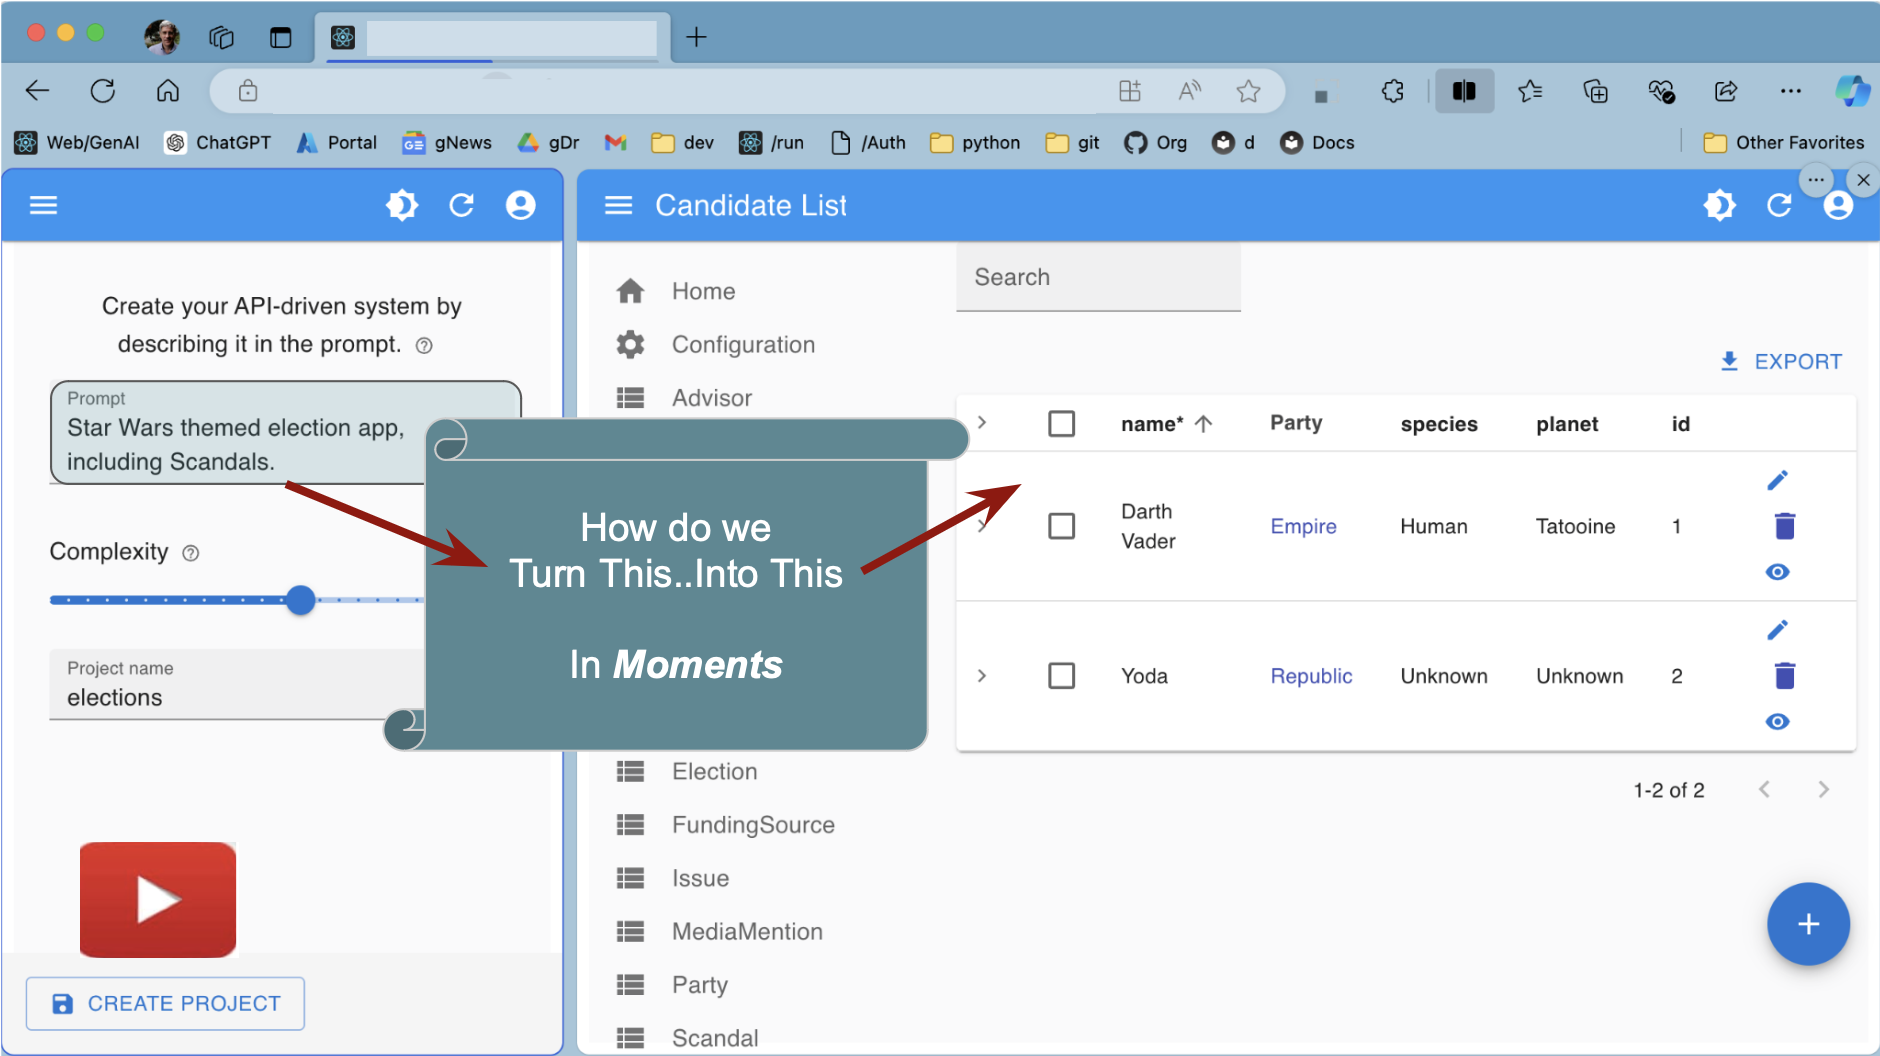 Web/GenAI ChatGPT Portal gNews gDr dev /run /Auth python git Org d Docs Other Favorites
Create your API-driven system by
describing it in the prompt.
Prompt
Star Wars themed election app,
including Scandals.
Complexity
Project name
elections
CREATE PROJECT
How do we
Turn This..Into This
In Moments
Candidate List
Home
Configuration
Advisor
Election
FundingSource
Issue
MediaMention
Party
Scandal
Search
EXPORT
name* Party species planet id
Darth
Vader Empire Human Tatooine 1
Yoda Republic Unknown Unknown 2
1-2 of 2